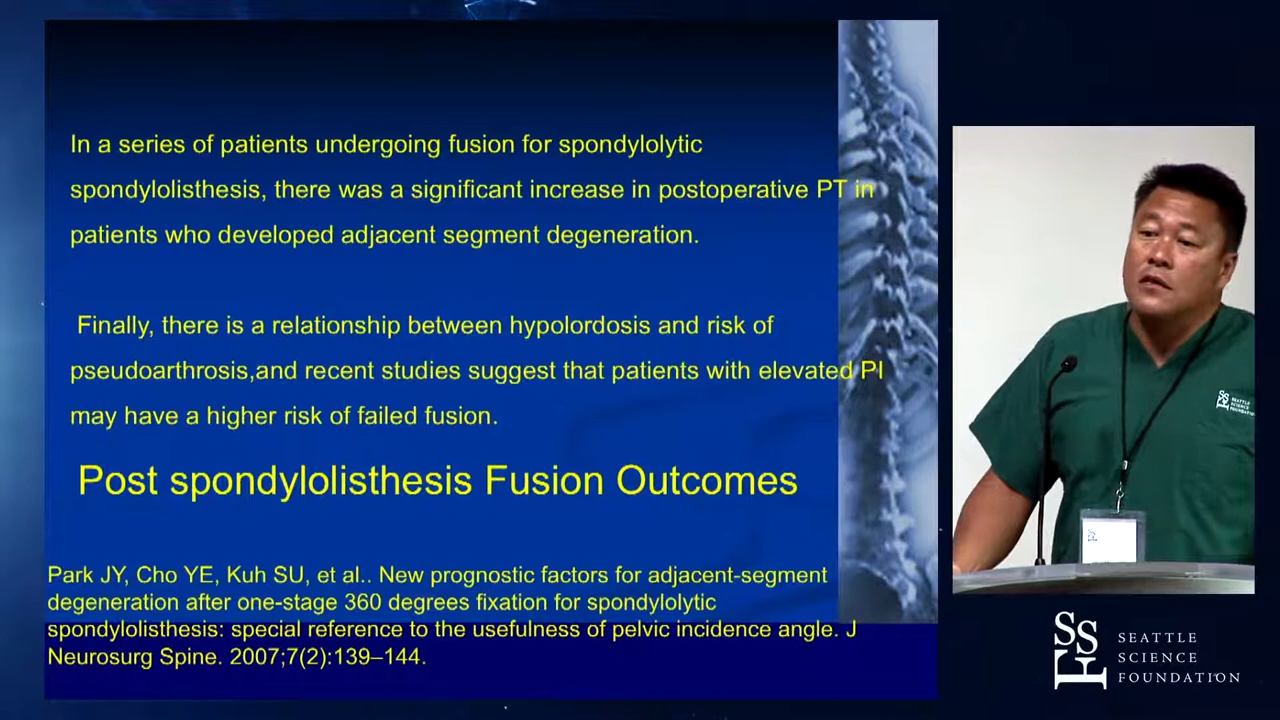 In a series of patients undergoing fusion for spondylolytic
spondylolisthesis, there was a significant increase in postoperative PT in
patients who developed adjacent segment degeneration.
Finally, there is a relationship between hypolordosis and risk of
pseudoarthrosis,and recent studies suggest that patients with elevated PI
may have a higher risk of failed fusion.
Post spondylolisthesis Fusion Outcomes
Park JY, Cho YE, Kuh SU, et al.. New prognostic factors for adjacent-segment
degeneration after one-stage 360 degrees fixation for spondylolytic
spondylolisthesis: special reference to the usefulness of pelvic incidence angle. J
Neurosurg Spine. 2007;7(2):139–144.
SEATTLE
SCIENCE
FOUNDATION
SSF
SEATTLE
SCIENCE
FOUNDATION